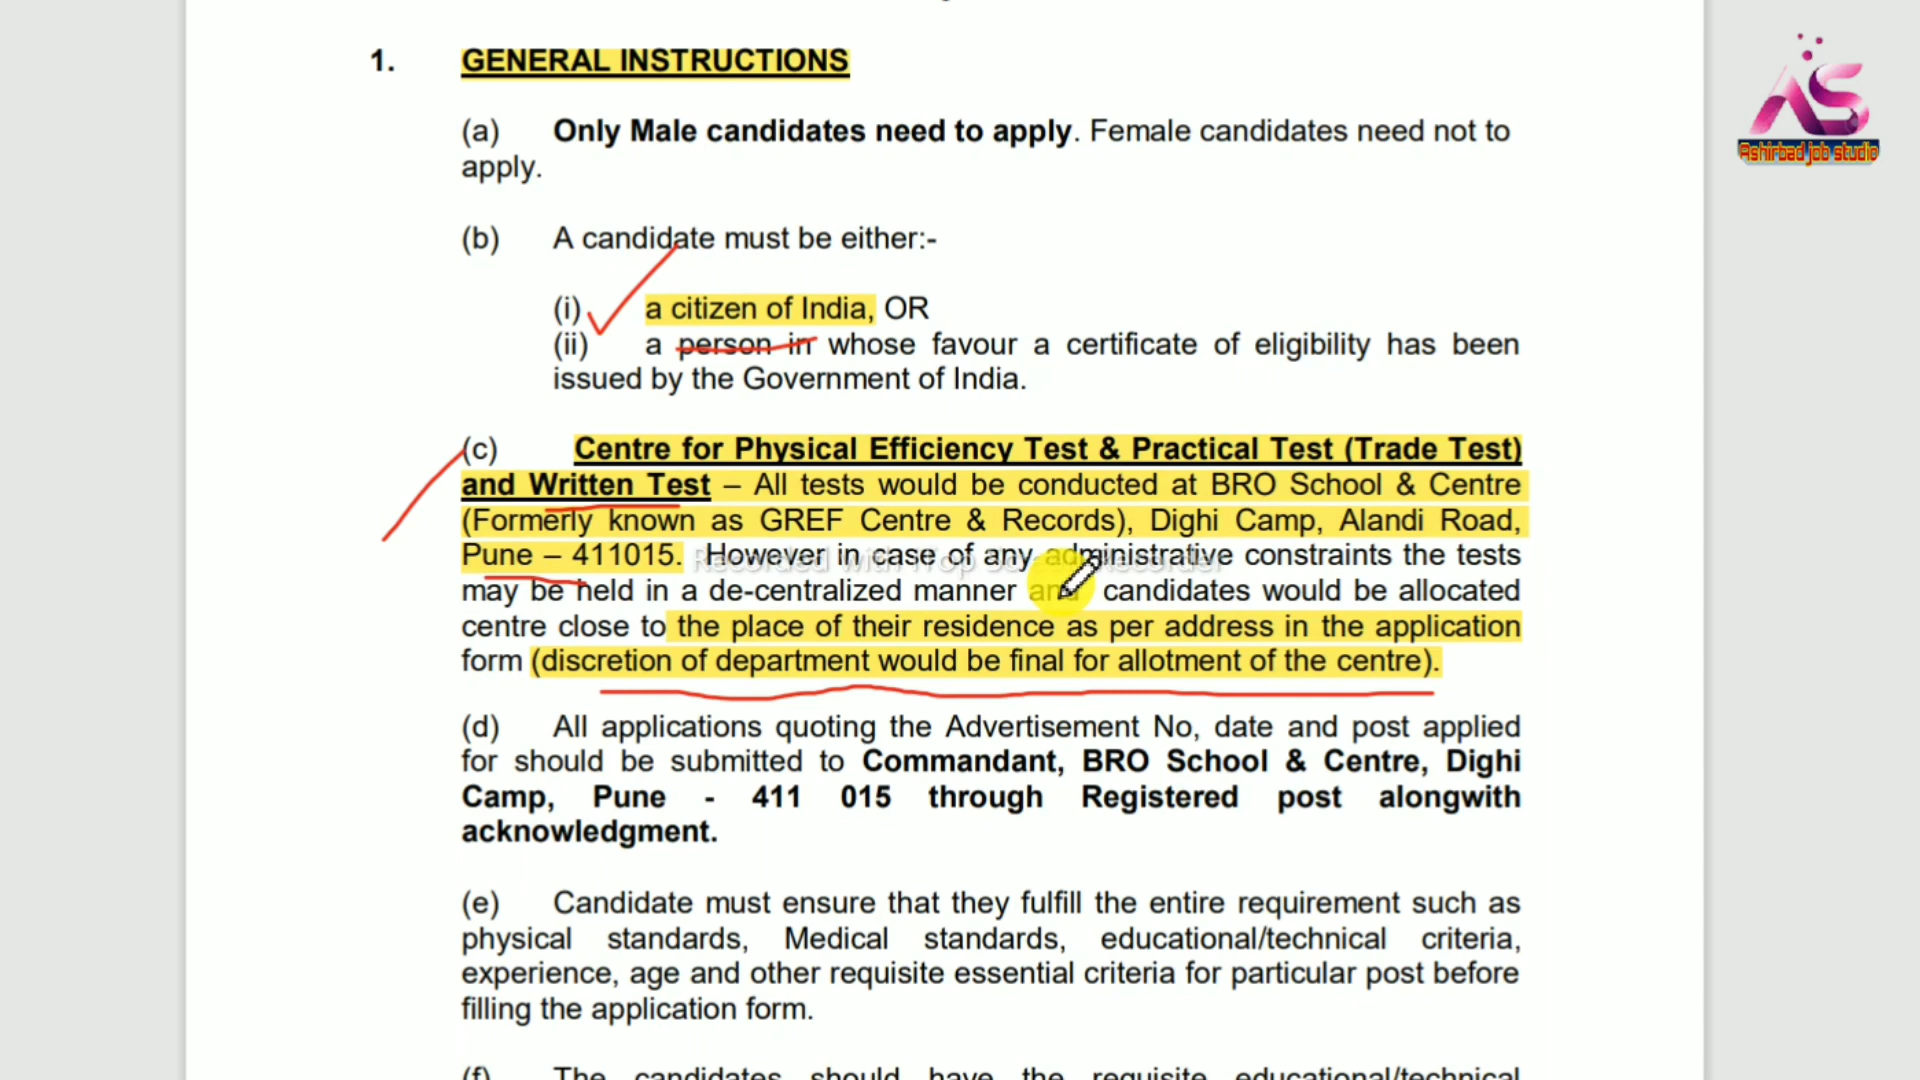 1. GENERAL INSTRUCTIONS
(a) Only Male candidates need to apply. Female candidates need not to
apply.
(b) A candidate must be either:-
(i) a citizen of India, OR
(ii) a person in whose favour a certificate of eligibility has been
issued by the Government of India.
(c) Centre for Physical Efficiency Test & Practical Test (Trade Test)
and Written Test – All tests would be conducted at BRO School & Centre
(Formerly known as GREF Centre & Records), Dighi Camp, Alandi Road,
Pune – 411015. However in case of any administrative constraints the tests
may be held in a de-centralized manner and candidates would be allocated
centre close to the place of their residence as per address in the application
form (discretion of department would be final for allotment of the centre).
(d) All applications quoting the Advertisement No, date and post applied
for should be submitted to Commandant, BRO School & Centre, Dighi
Camp, Pune - 411 015 through Registered post alongwith
acknowledgment.
(e) Candidate must ensure that they fulfill the entire requirement such as
physical standards, Medical standards, educational/technical criteria,
experience, age and other requisite essential criteria for particular post before
filling the application form.
(f) The candidates should have the requisite educational/technical
AS
Ashirbad job studio
Recorded with iTop Screen Recorder